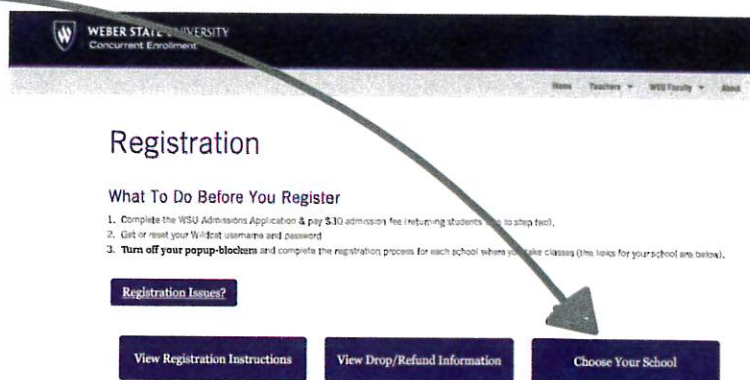 WEBER STATE UNIVERSITY
Concurrent Enrollment
Home Teachers WSU Faculty About
Registration
What To Do Before You Register
1. Complete the WSU Admissions Application & pay $30 admission fee (returning students to step two),
2. Get or reset your Wildcat username and password
3. Turn off your popup-blockers and complete the registration process for each school where you take classes (the links for your school are below).
Registration Issues?
View Registration Instructions View Drop/Refund Information Choose Your School